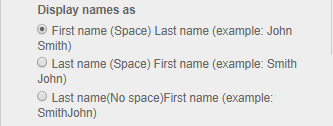 Display names as
First name (Space) Last name (example: John
Smith)
Last name (Space) First name (example: Smith
John)
Last name(No space)First name (example:
SmithJohn)